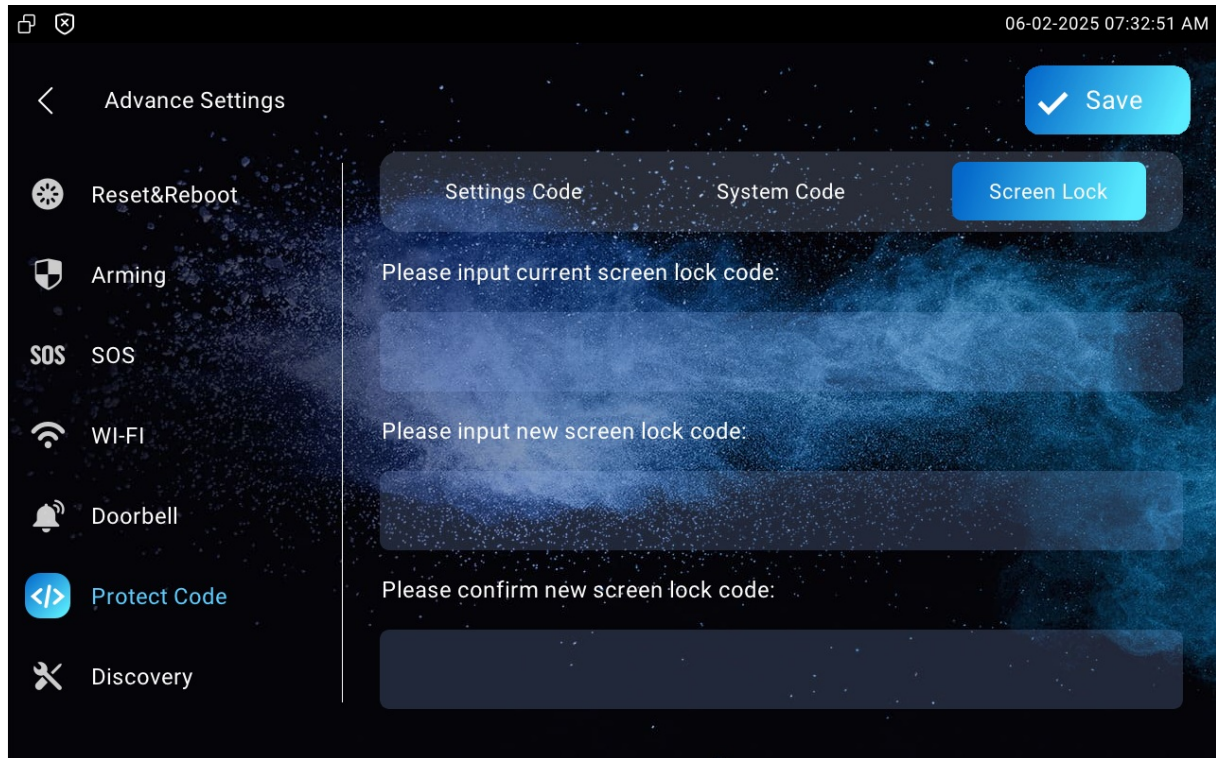 06-02-2025 07:32:51 AM
Advance Settings
Save
Reset&Reboot
Arming
SOS SOS
WI-FI
Doorbell
Protect Code
Discovery
Settings Code System Code Screen Lock
Please input current screen lock code:
Please input new screen lock code:
Please confirm new screen lock code: